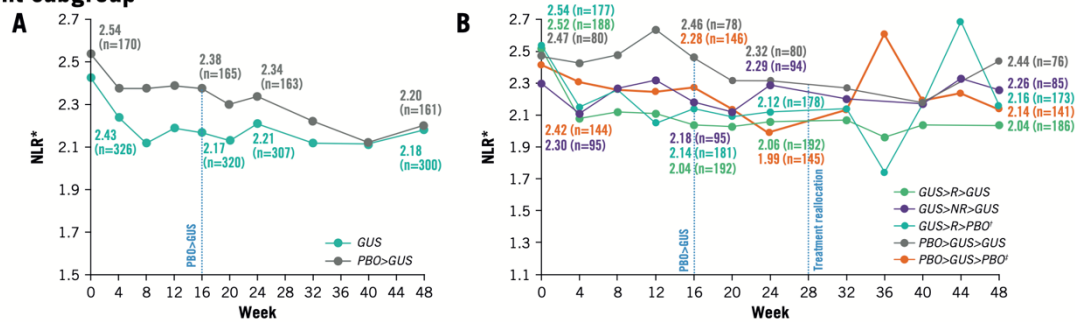 nt subgroup
A
2.7
2.5
2.3
2.1
1.9
1.7
1.5
NLR*
2.54
(n=170)
2.43
(n=326)
2.38
(n=165)
2.17
(n=320)
2.34
(n=163)
2.21
(n=307)
2.20
(n=161)
2.18
(n=300)
PBO>GUS
GUS
PBO>GUS
0 4 8 12 16 20 24 28 32 36 40 44 48
Week
B
2.7
2.5
2.3
2.1
1.9
1.7
1.5
1.3
1.1
NLR*
2.54 (n=177)
2.52 (n=188)
2.47 (n=80)
2.42 (n=144)
2.30 (n=95)
2.46 (n=78)
2.28 (n=146)
2.18 (n=95)
2.14 (n=181)
2.04 (n=192)
2.32 (n=80)
2.29 (n=94)
2.12 (n=178)
2.06 (n=192)
1.99 (n=145)
2.44 (n=76)
2.26 (n=85)
2.16 (n=173)
2.14 (n=141)
2.04 (n=186)
PBO>GUS
Treatment reallocation
GUS>R>GUS
GUS>NR>GUS
GUS>R>PBO†
PBO>GUS>GUS
PBO>GUS>PBO‡
0 4 8 12 16 20 24 28 32 36 40 44 48
Week